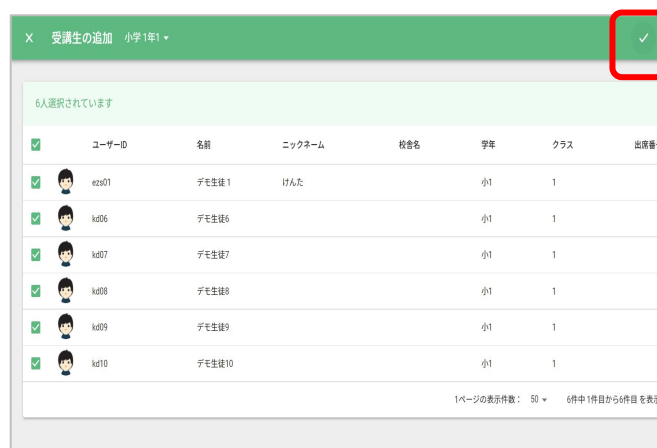 × 受講生の追加 小学1年1
6人選択されています
ユーザーID 名前 ニックネーム 校舎名 学年 クラス 出席番
ezs01 デモ生徒1 けんた 小1 1
kd06 デモ生徒6 小1 1
kd07 デモ生徒7 小1 1
kd08 デモ生徒8 小1 1
kd09 デモ生徒9 小1 1
kd10 デモ生徒10 小1 1
1ページの表示件数： 50 6件中1件目から6件目を表示